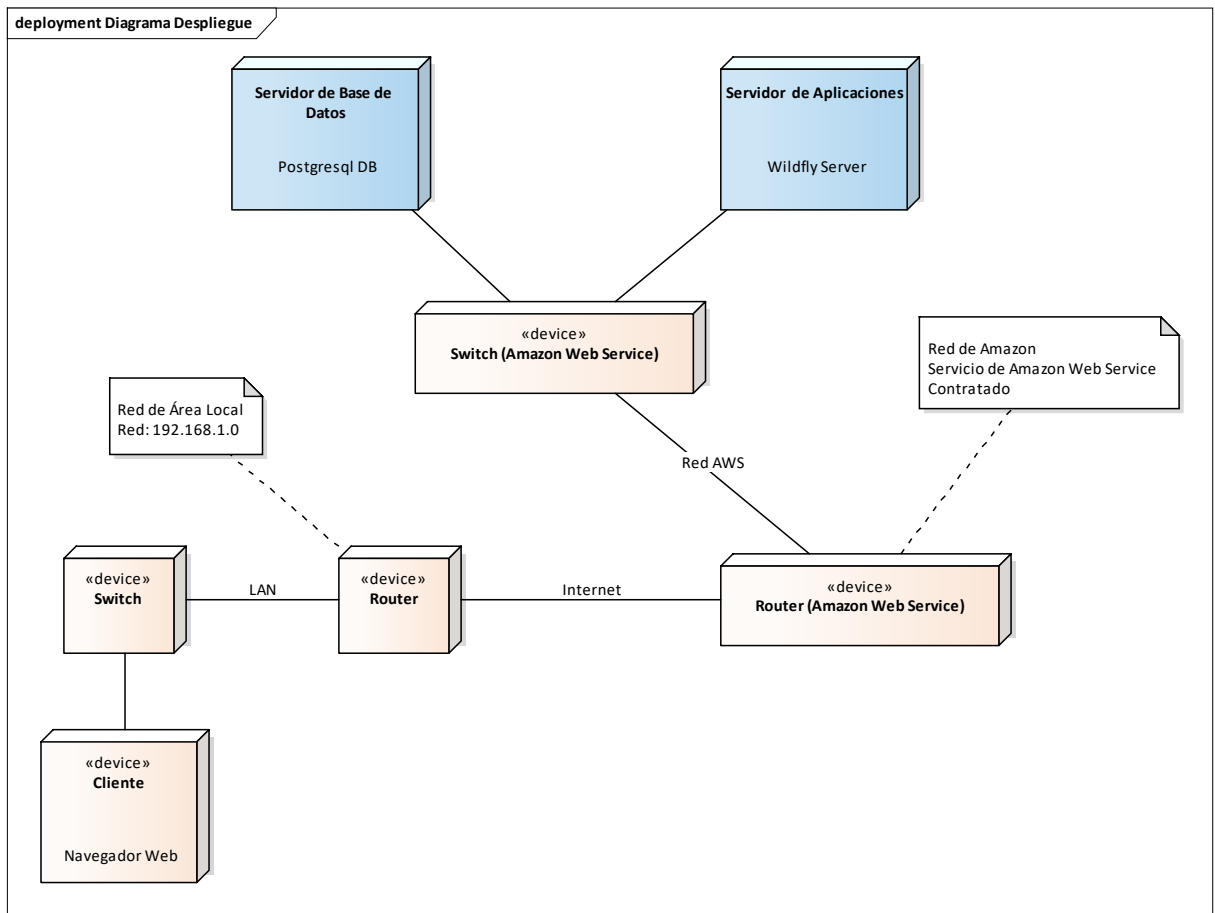 deployment Diagrama Despliegue
Servidor de Base de
Datos
Postgresql DB
Servidor de Aplicaciones
Wildfly Server
«device»
Switch (Amazon Web Service)
Red de Amazon
Servicio de Amazon Web Service
Contratado
Red de Área Local
Red: 192.168.1.0
Red AWS
«device»
Switch
LAN
«device»
Router
Internet
«device»
Router (Amazon Web Service)
«device»
Cliente
Navegador Web